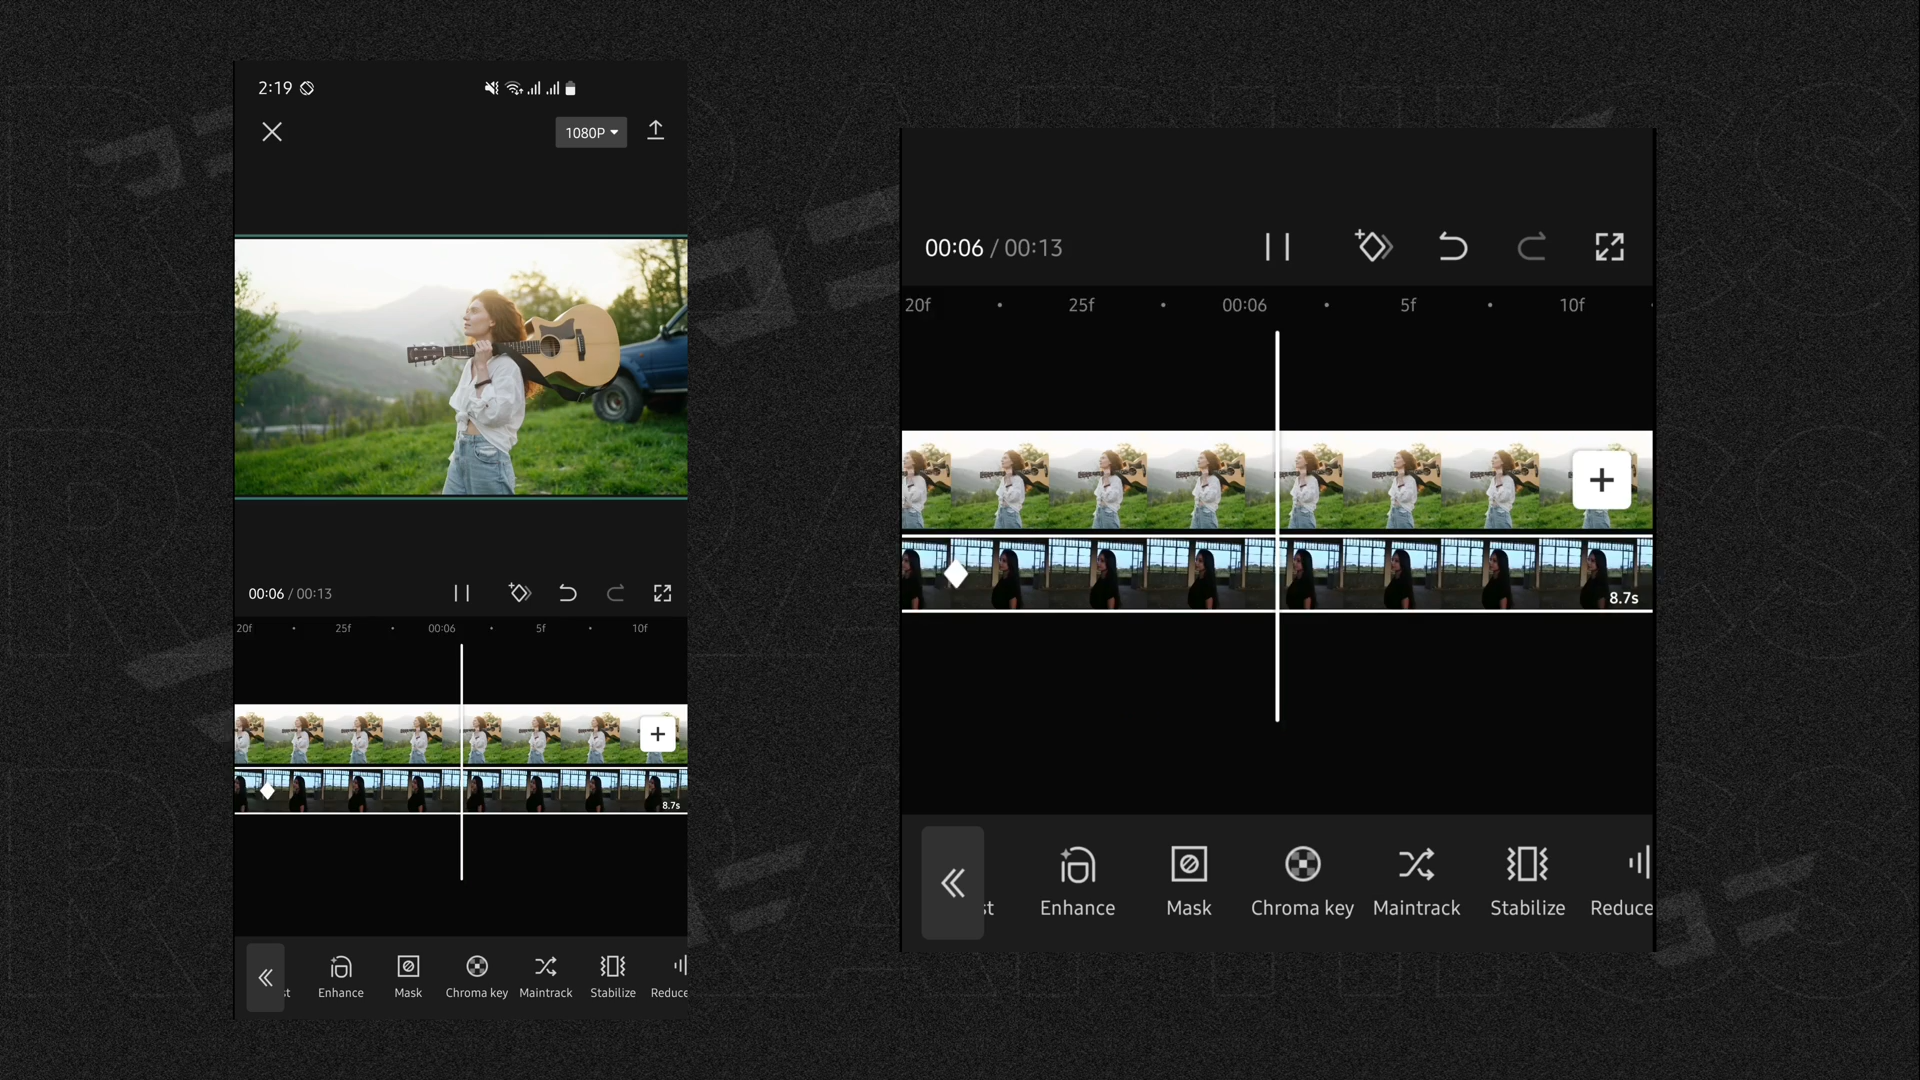 2:19
1080P
00:06 / 00:13
20f 25f 00:06 5f 10f
8.7s
st Enhance Mask Chroma key Maintrack Stabilize Reduce
00:06 / 00:13
20f 25f 00:06 5f 10f
8.7s
st Enhance Mask Chroma key Maintrack Stabilize Reduce